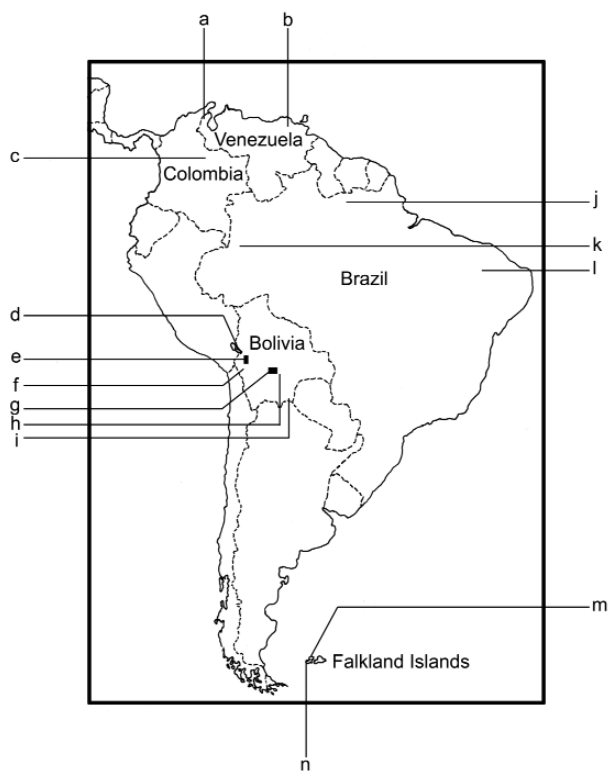 a b
Venezuela
c
Colombia
j
k
l
Brazil
d
Bolivia
e
f
g
h
i
m
Falkland Islands
n